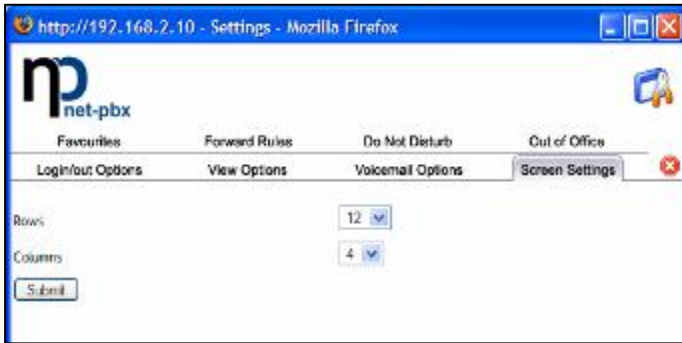 http://192.168.2.10 - Settings - Mozilla Firefox
np
net-pbx
Favourites Forward Rules Do Not Disturb Out of Office
Login/out Options View Options Voicemail Options Screen Settings
Rows 12
Columns 4
Submit